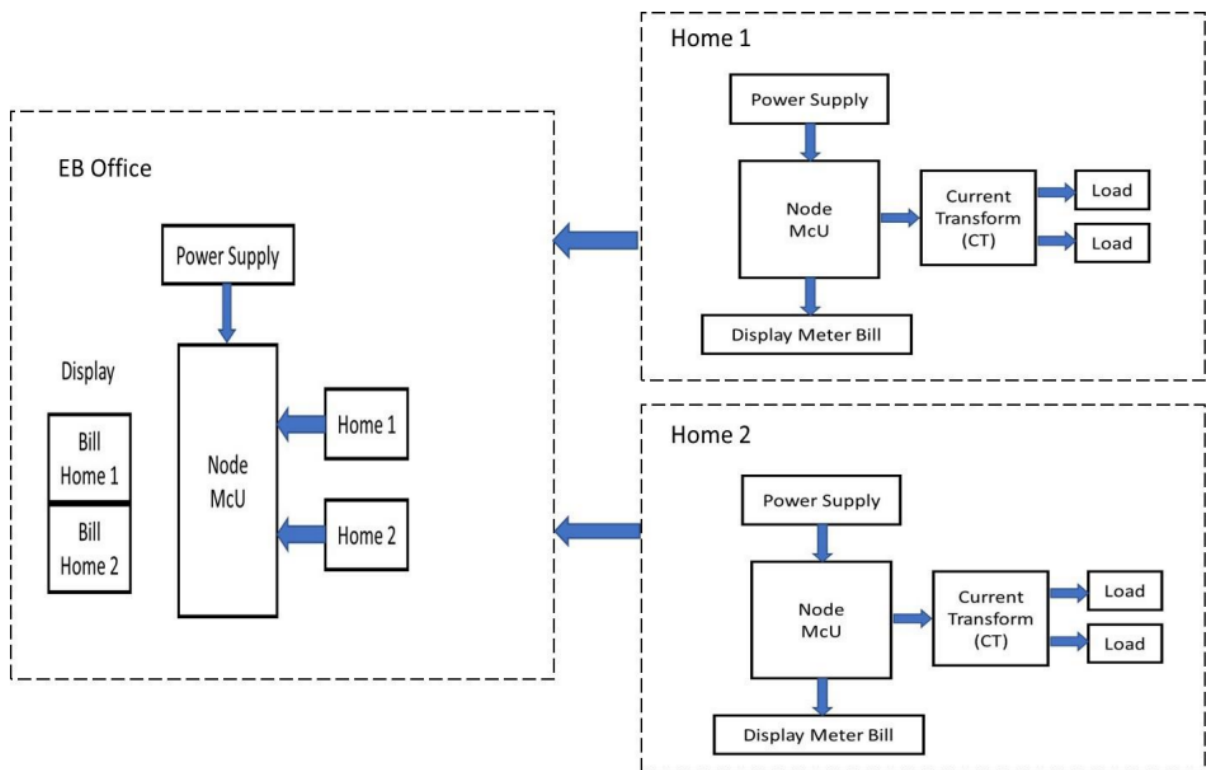 EB Office
Power Supply
Display
Bill
Home 1
Bill
Home 2
Node
McU
Home 1
Home 2
Home 1
Power Supply
Node
McU
Current
Transform
(CT)
Load
Load
Display Meter Bill
Home 2
Power Supply
Node
McU
Current
Transform
(CT)
Load
Load
Display Meter Bill